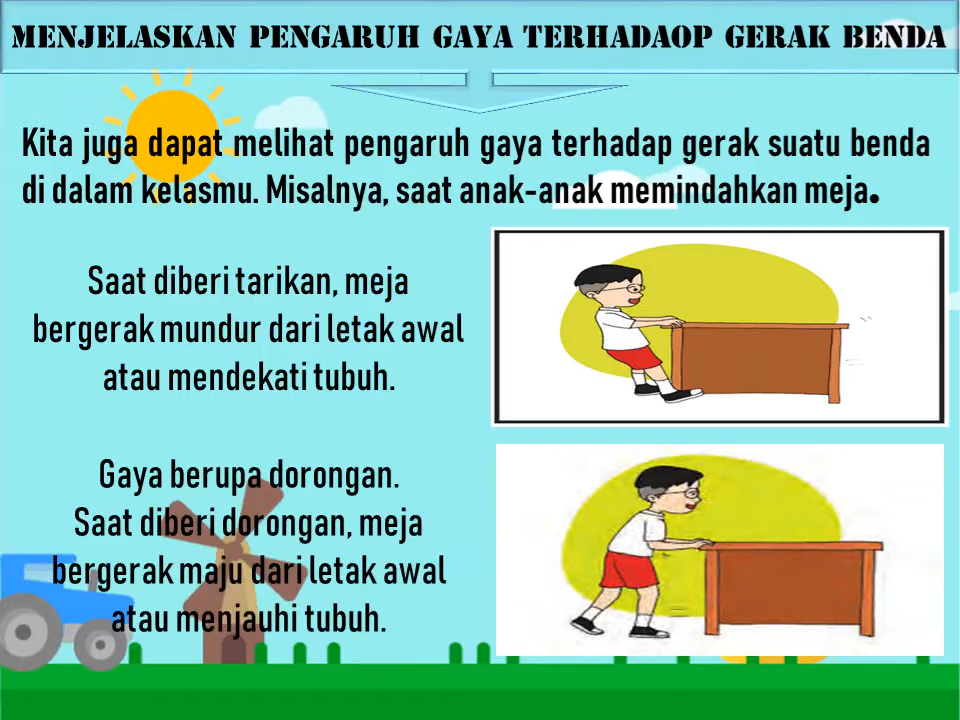 MENJELASKAN PENGARUH GAYA TERHADAOP GERAK BENDA
Kita juga dapat melihat pengaruh gaya terhadap gerak suatu benda
di dalam kelasmu. Misalnya, saat anak-anak memindahkan meja.
Saat diberi tarikan, meja
bergerak mundur dari letak awal
atau mendekati tubuh.
Gaya berupa dorongan.
Saat diberi dorongan, meja
bergerak maju dari letak awal
atau menjauhi tubuh.